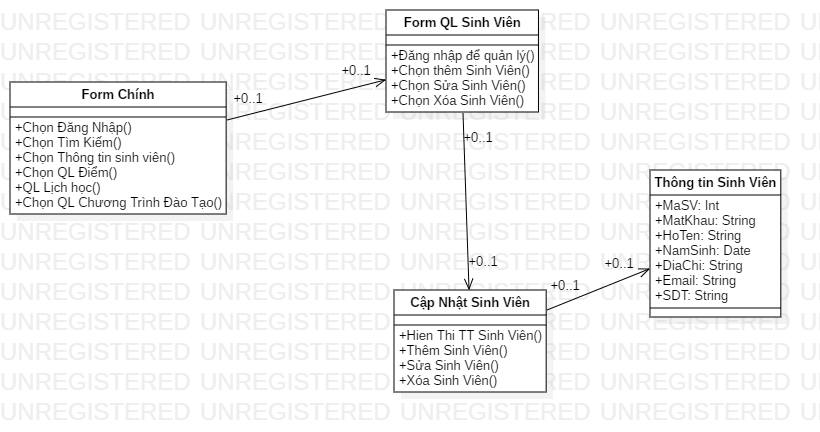 Form QL Sinh Viên
+Đăng nhập để quản lý()
+Chọn thêm Sinh Viên()
+Chọn Sửa Sinh Viên()
+Chọn Xóa Sinh Viên()
+0..1
+0..1
Form Chính
+Chọn Đăng Nhập()
+Chọn Tìm Kiếm()
+Chọn Thông tin sinh viên()
+Chọn QL Điểm()
+QL Lịch học()
+Chọn QL Chương Trình Đào Tạo()
+0..1
+0..1
Thông tin Sinh Viên
+MaSV: Int
+MatKhau: String
+HoTen: String
+NamSinh: Date
+DiaChi: String
+Email: String
+SDT: String
+0..1
+0..1
Cập Nhật Sinh Viên
+Hien Thi TT Sinh Viên()
+Thêm Sinh Viên()
+Sửa Sinh Viên()
+Xóa Sinh Viên()
UNREGISTERED UNREGISTERED UNREGISTERED UNREGISTERED